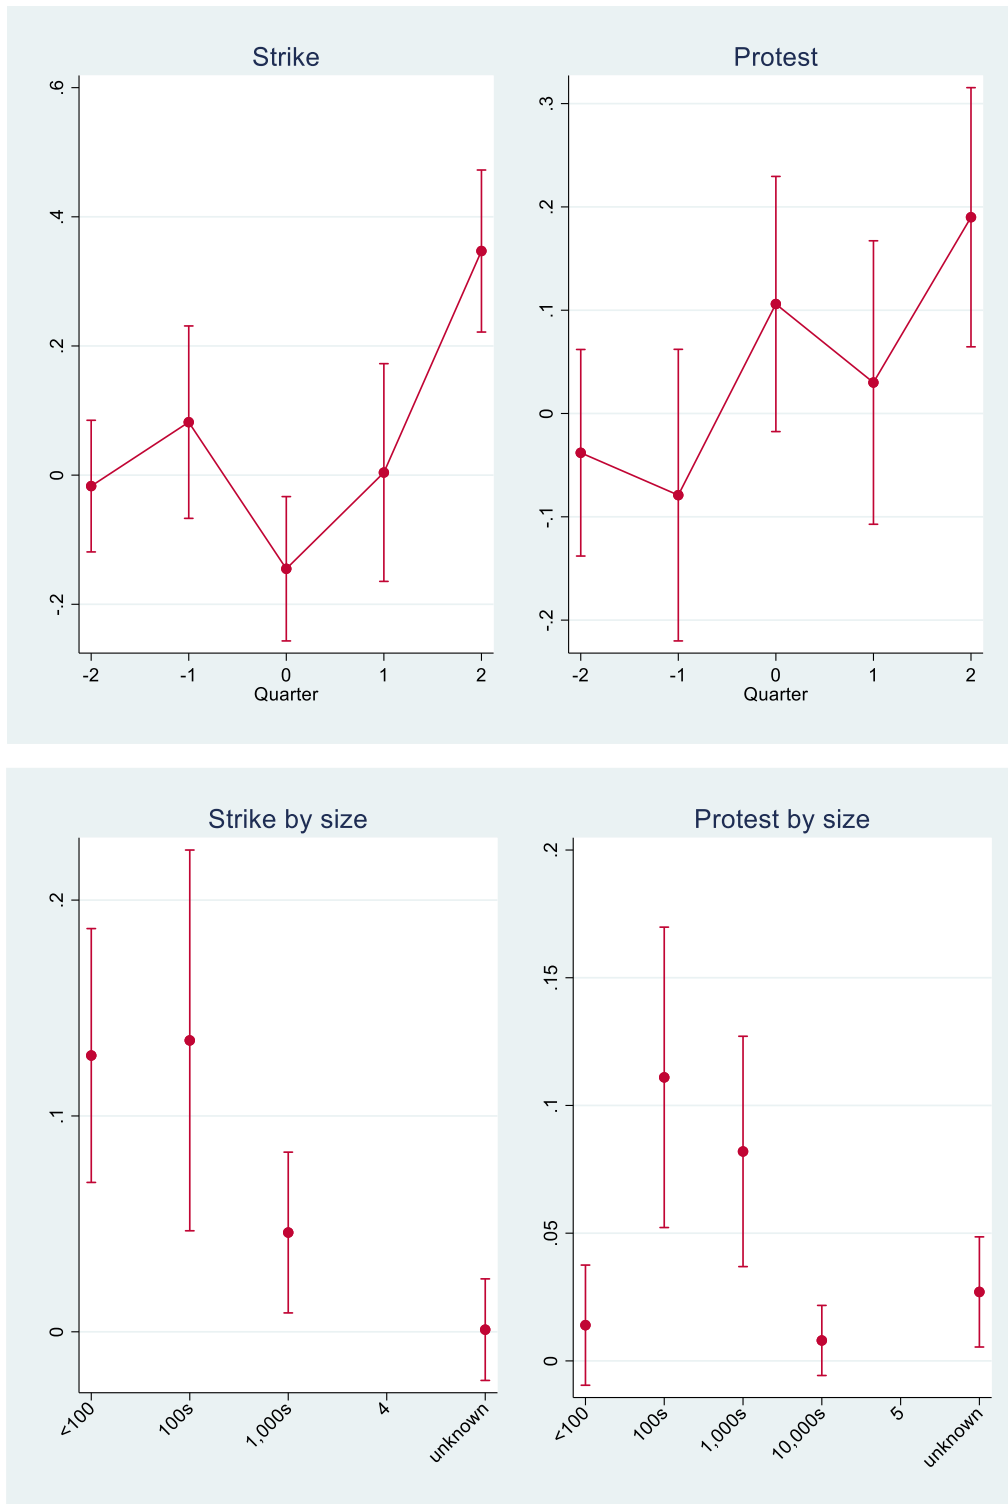 Strike
.6
.4
.2
0
-.2
-2 -1 0 1 2
Quarter
Protest
.3
.2
.1
0
-.1
-.2
-2 -1 0 1 2
Quarter
Strike by size
.2
.1
0
<100 100s 1,000s 4 unknown
Protest by size
.2
.15
.1
.05
0
<100 100s 1,000s 10,000s 5 unknown